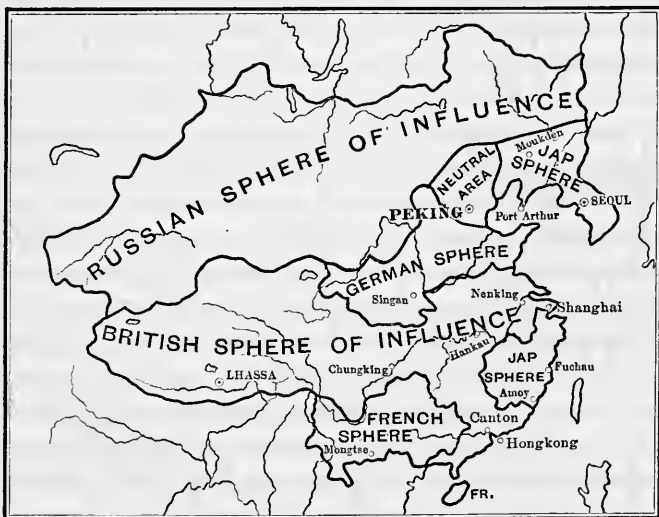 RUSSIAN SPHERE OF INFLUENCE
Moukden
JAP
SPHERE
NEUTRAL
AREA
SEOUL
PEKING
Port Arthur
GERMAN SPHERE
Singan
Nenking
Shanghai
BRITISH SPHERE OF INFLUENCE
Hankau
Chungking
LHASSA
JAP
SPHERE
Fuchau
Amoy
FRENCH
SPHERE
Canton
Mongtse
Hongkong
FR.